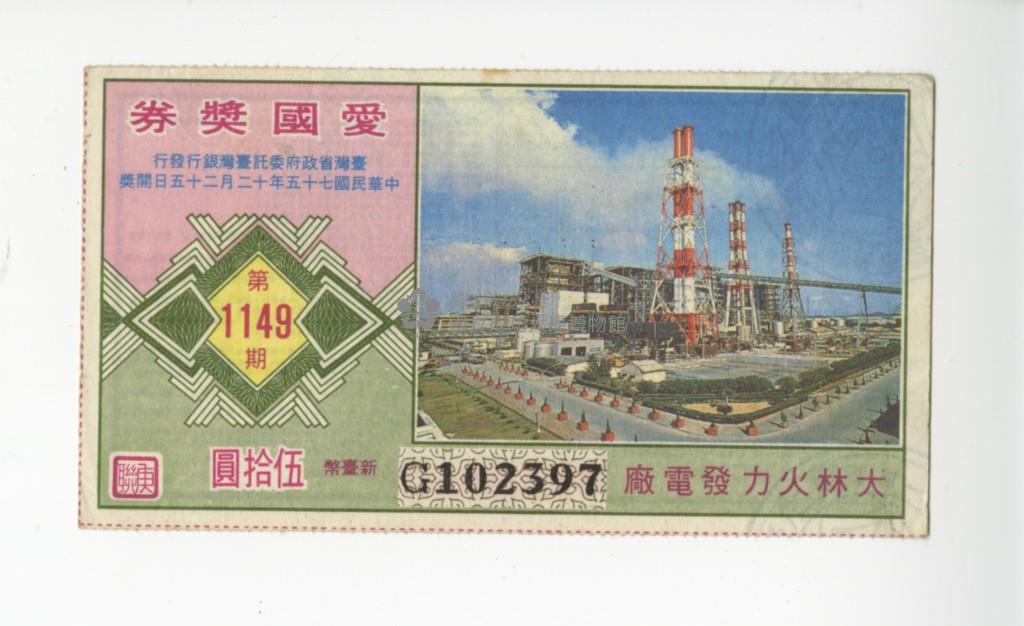 愛國獎券
臺灣省政府委託臺灣銀行發行
中華民國七十五年十二月二十五日開獎
第
1149
期
新臺幣 伍拾圓
G102397
大林火力發電廠